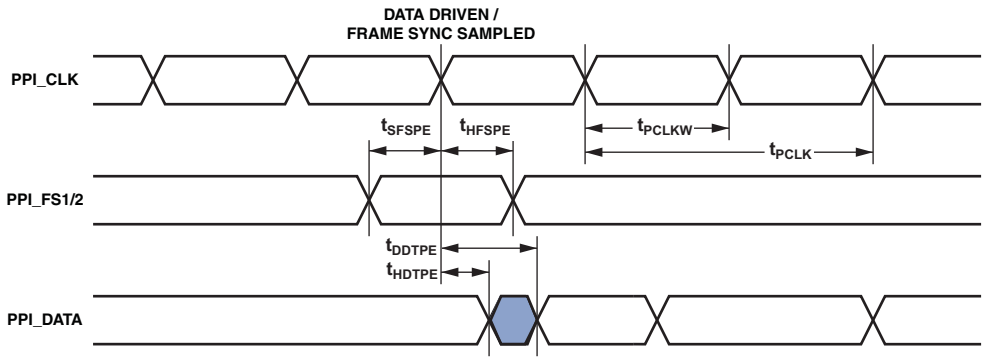 DATA DRIVEN /
FRAME SYNC SAMPLED
PPI_CLK
tSFSPE
tHFSPE
tPCLKW
tPCLK
PPI_FS1/2
tDDTPE
tHDTPE
PPI_DATA